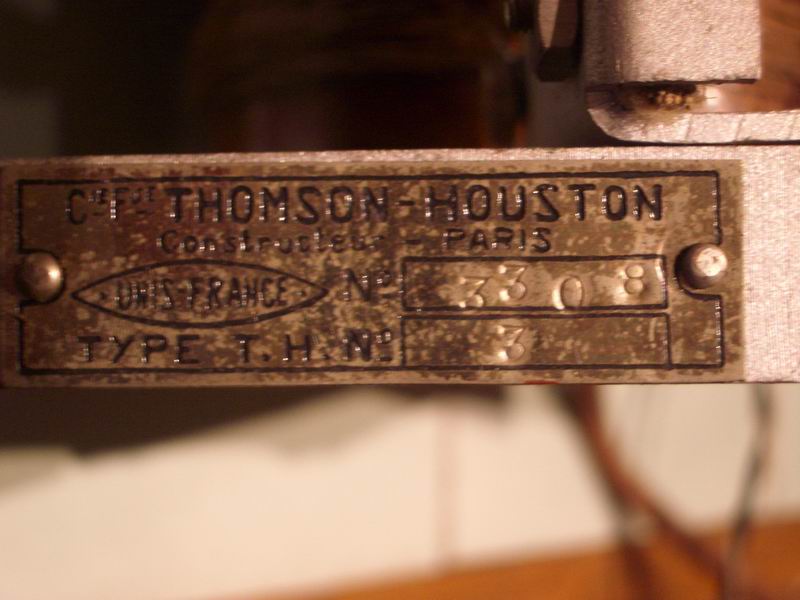 Cie Fse THOMSON-HOUSTON
Constructeur - PARIS
UNIS-FRANCE No 3308
TYPE T.H. No 3